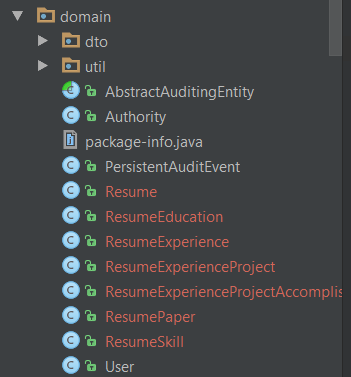 domain
dto
util
AbstractAuditingEntity
Authority
package-info.java
PersistentAuditEvent
Resume
ResumeEducation
ResumeExperience
ResumeExperienceProject
ResumeExperienceProjectAccomplis
ResumePaper
ResumeSkill
User